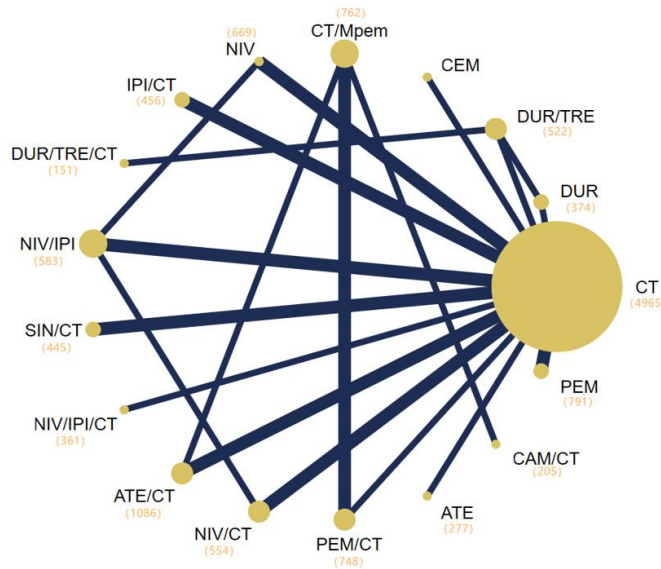 (762)
CT/Mpem
(669)
NIV
CEM
IPI/CT
(456)
DUR/TRE
(522)
DUR/TRE/CT
(151)
DUR
(374)
NIV/IPI
(583)
CT
(4965)
SIN/CT
(445)
PEM
(791)
NIV/IPI/CT
(361)
CAM/CT
(205)
ATE/CT
(1086)
ATE
(277)
NIV/CT
(554)
PEM/CT
(748)